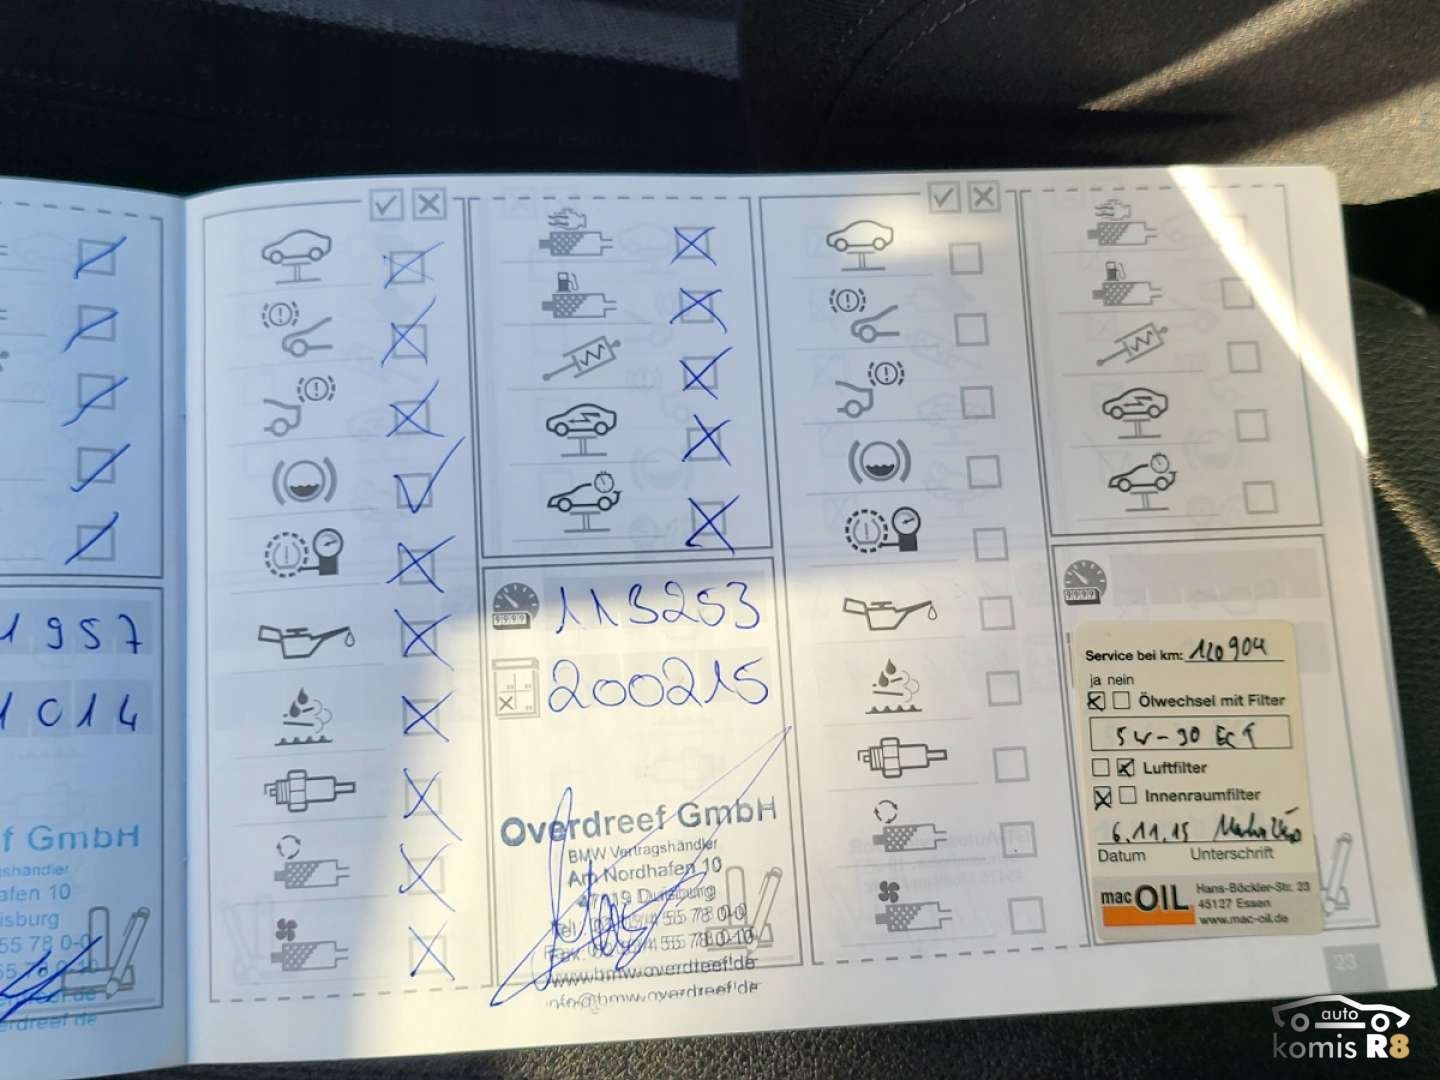 1957
1014
f GmbH
shändler
afen 10
isburg
55 78 0-0
erdreef de
113253
200215
Overdreef GmbH
BMW Vertragshändler
Am Nordhafen 10
47119 Duisburg
www.bmw-overdreef.de
info@bmw-overdreef.de
Service bei km: 120904
ja nein
Ölwechsel mit Filter
5W-30 ECT
Luftfilter
Innenraumfilter
6.11.15
Datum Unterschrift
mac OIL
Hans-Böckler-Str. 23
45127 Essen
www.mac-oil.de
23
auto
komis R8